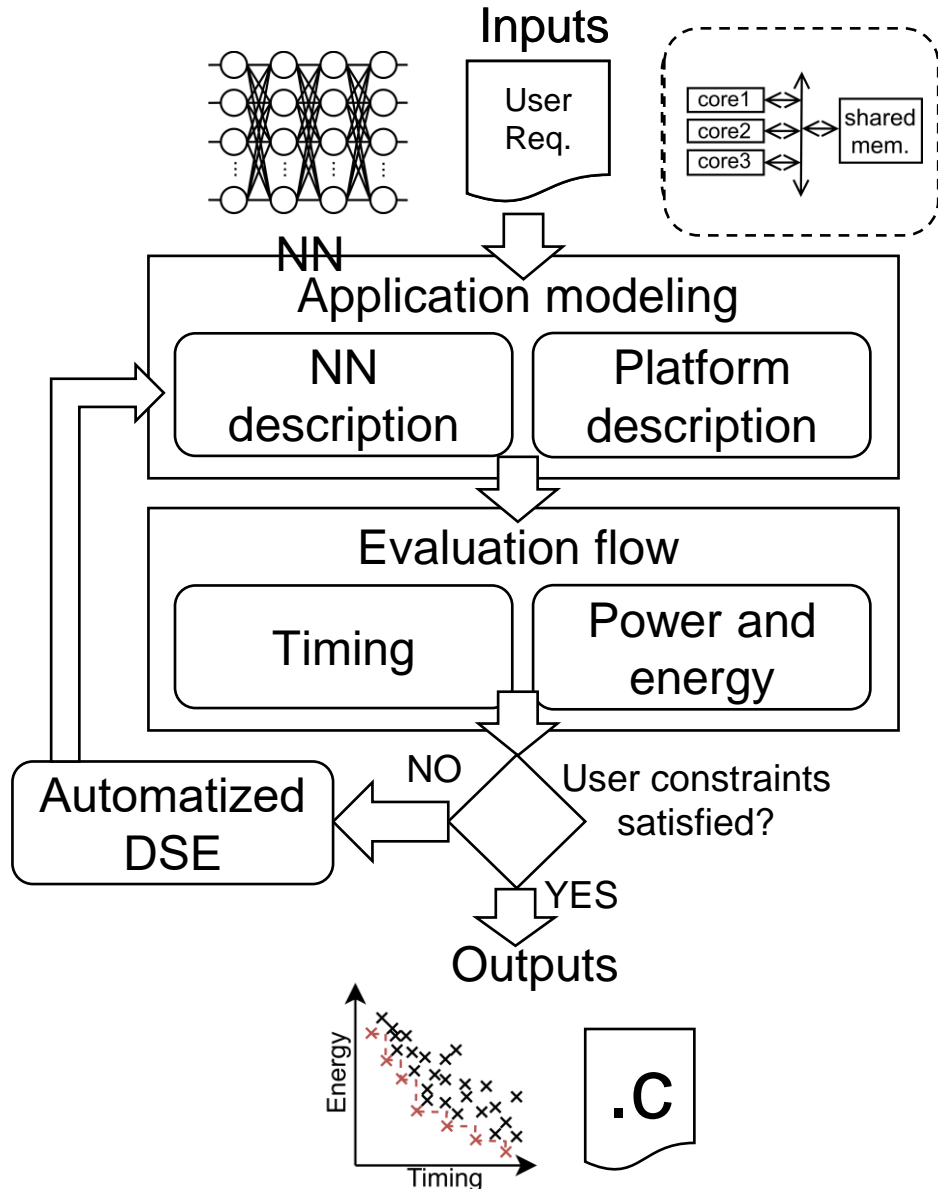 Inputs
User
Req.
core1
core2
core3
shared
mem.
NN
Application modeling
NN
description
Platform
description
Evaluation flow
Timing
Power and
energy
NO
User constraints
satisfied?
Automatized
DSE
YES
Outputs
Energy
Timing
.c